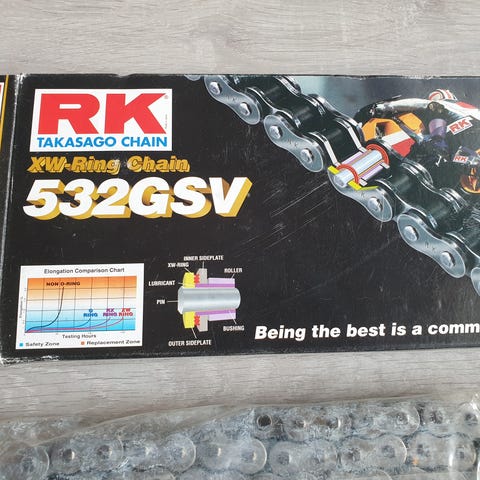 RK
TAKASAGO CHAIN
XW-Ring Chain
532GSV
RK
Elongation Comparison Chart
NON O-RING
O RING
RX RING
XW RING
Testing Hours
Safety Zone
Replacement Zone
INNER SIDEPLATE
XW-RING
ROLLER
LUBRICANT
PIN
BUSHING
OUTER SIDEPLATE
Being the best is a comm